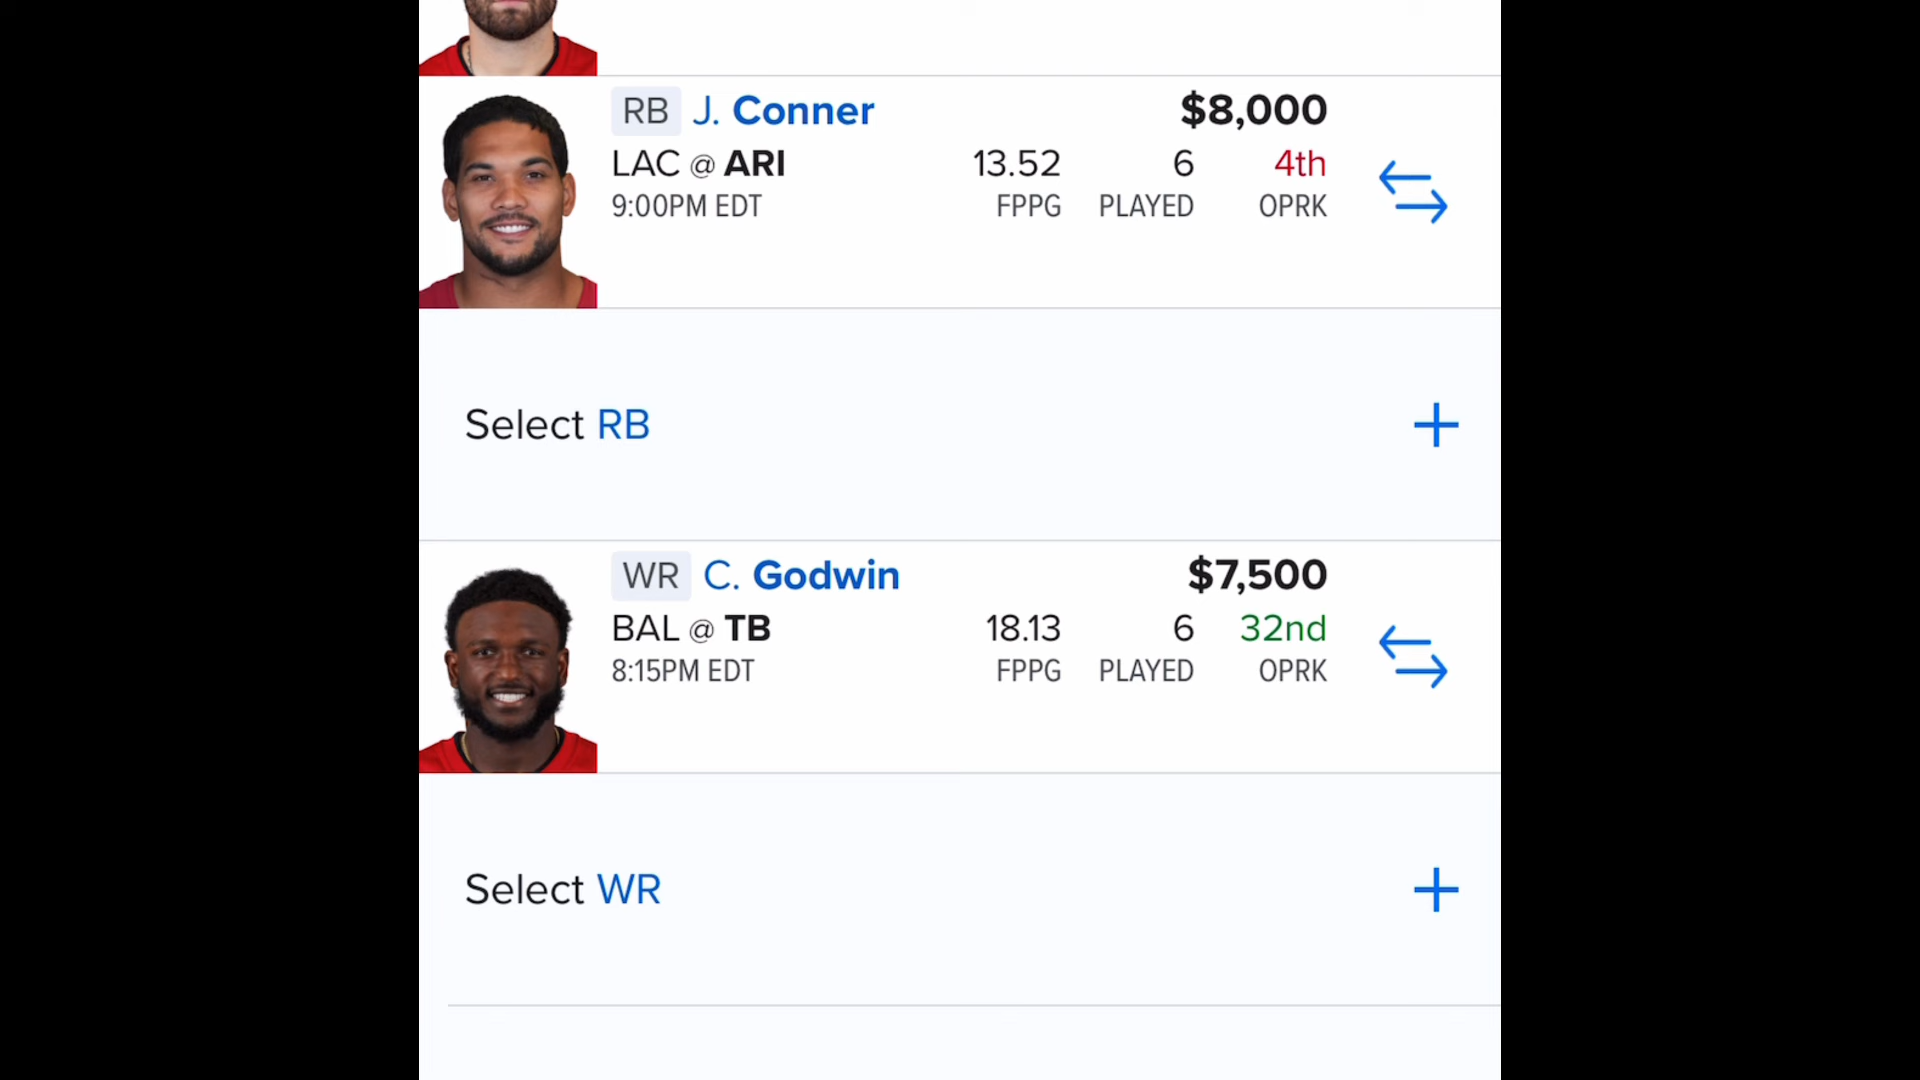 RB J. Conner $8,000
LAC @ ARI 13.52 6 4th
9:00PM EDT FPPG PLAYED OPRK
Select RB
WR C. Godwin $7,500
BAL @ TB 18.13 6 32nd
8:15PM EDT FPPG PLAYED OPRK
Select WR